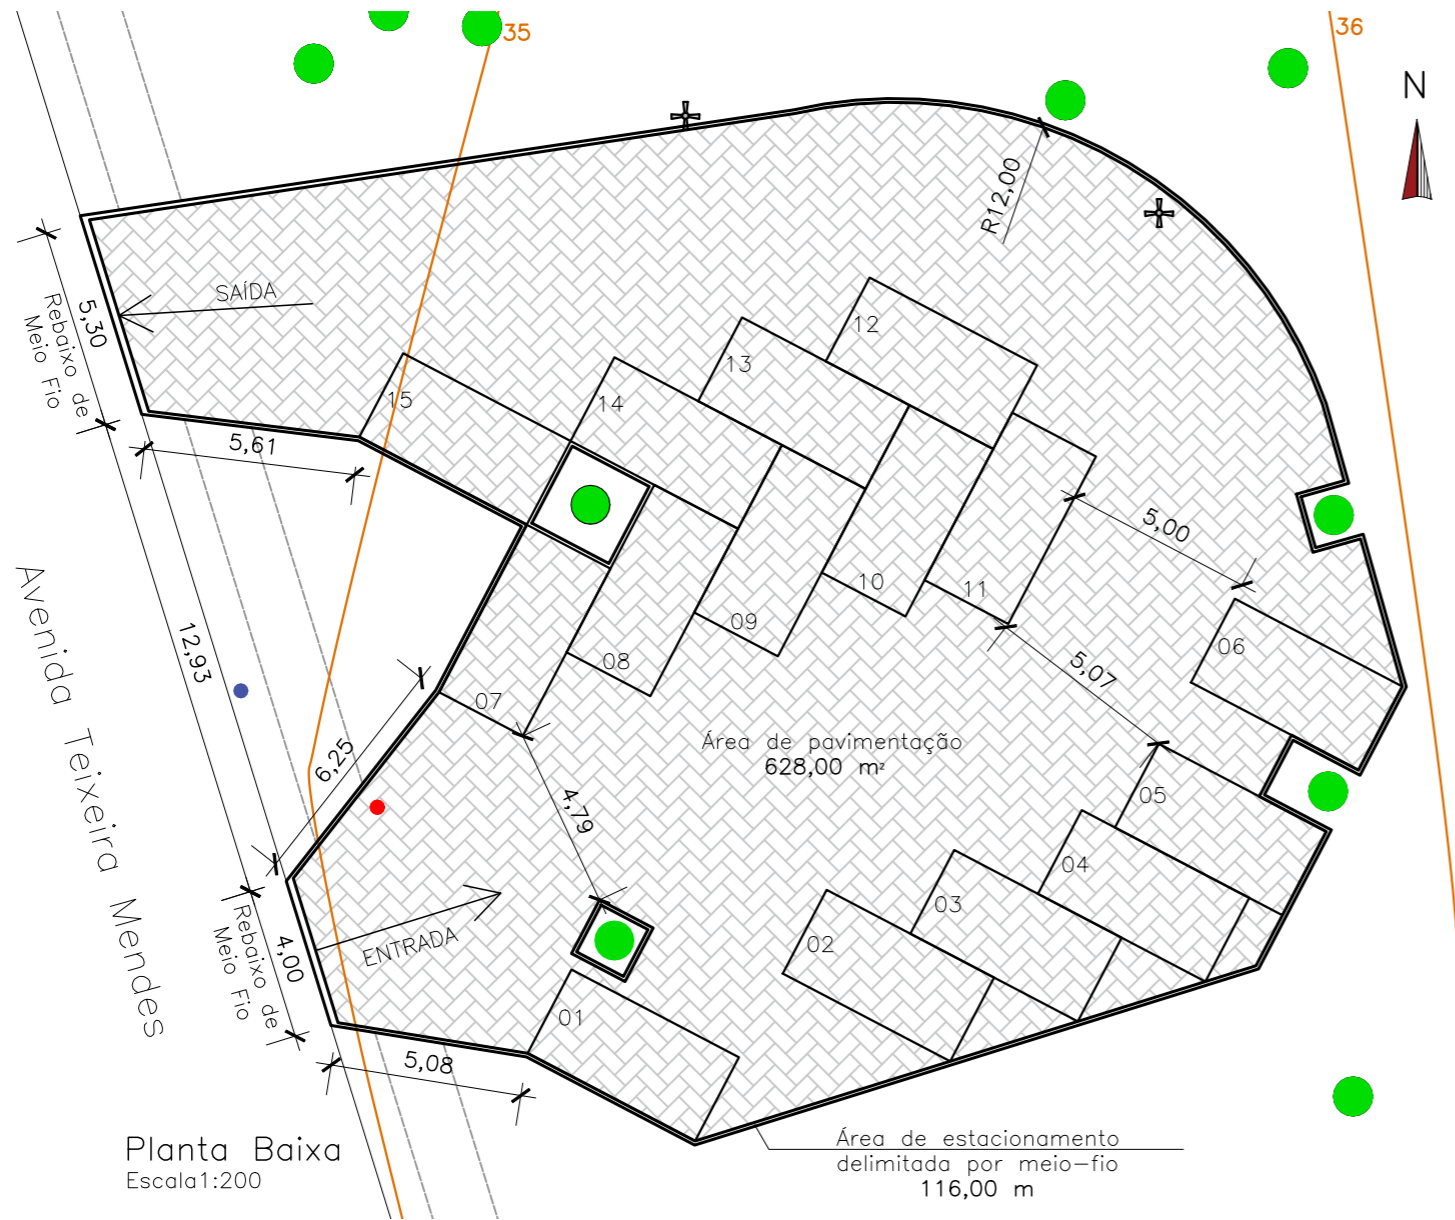 35
36
N
R12,00
SAÍDA
5,30
Rebaixo de
Meio Fio
5,61
15
14
13
12
11
10
09
08
07
06
5,00
5,07
12,93
Avenida Teixeira Mendes
6,25
Área de pavimentação
628,00 m²
4,79
05
04
03
02
01
ENTRADA
4,00
Rebaixo de
Meio Fio
5,08
Planta Baixa
Escala1:200
Área de estacionamento
delimitada por meio-fio
116,00 m